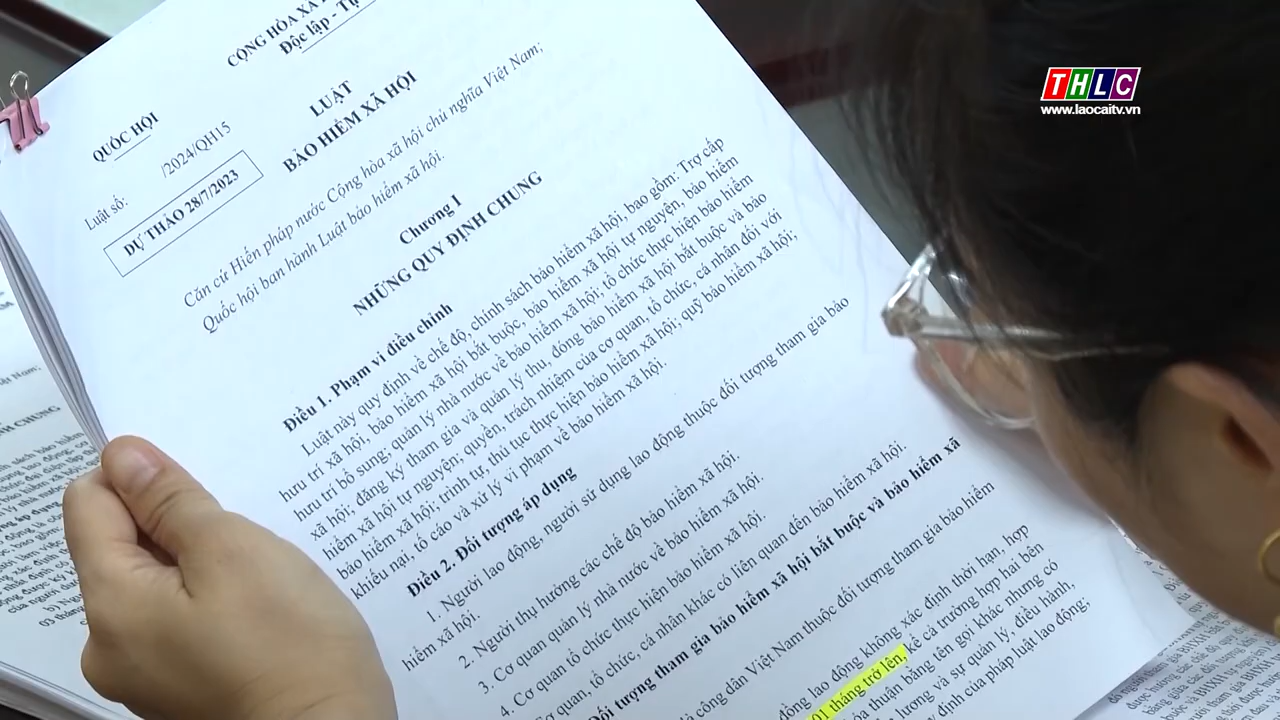 THLC
www.laocaitv.vn
CỘNG HÒA XÃ
Độc lập - Tự
QUỐC HỘI
Luật số: /2024/QH15
DỰ THẢO 28/7/2023
LUẬT
BẢO HIỂM XÃ HỘI
Căn cứ Hiến pháp nước Cộng hòa xã hội chủ nghĩa Việt Nam;
Quốc hội ban hành Luật bảo hiểm xã hội.
Chương I
NHỮNG QUY ĐỊNH CHUNG
Điều 1. Phạm vi điều chỉnh
Luật này quy định về chế độ, chính sách bảo hiểm xã hội, bao gồm: Trợ cấp
hưu trí xã hội, bảo hiểm xã hội bắt buộc, bảo hiểm xã hội tự nguyện, bảo hiểm
hưu trí bổ sung; quản lý nhà nước về bảo hiểm xã hội; tổ chức thực hiện bảo hiểm
xã hội; đăng ký tham gia và quản lý thu, đóng bảo hiểm xã hội bắt buộc và bảo
hiểm xã hội tự nguyện; quyền, trách nhiệm của cơ quan, tổ chức, cá nhân đối với
bảo hiểm xã hội; trình tự, thủ tục thực hiện bảo hiểm xã hội; quỹ bảo hiểm xã hội;
khiếu nại, tố cáo và xử lý vi phạm về bảo hiểm xã hội.
Điều 2. Đối tượng áp dụng
1. Người lao động, người sử dụng lao động thuộc đối tượng tham gia bảo
hiểm xã hội.
2. Người thụ hưởng các chế độ bảo hiểm xã hội.
3. Cơ quan quản lý nhà nước về bảo hiểm xã hội.
4. Cơ quan tổ chức thực hiện bảo hiểm xã hội.
Cơ quan, tổ chức, cá nhân khác có liên quan đến bảo hiểm xã hội.
Đối tượng tham gia bảo hiểm xã hội bắt buộc và bảo hiểm xã
là công dân Việt Nam thuộc đối tượng tham gia bảo hiểm
đồng lao động không xác định thời hạn, hợp
01 tháng trở lên, kể cả trường hợp hai bên
thỏa thuận bằng tên gọi khác nhưng có
lương và sự quản lý, điều hành,
định của pháp luật lao động;